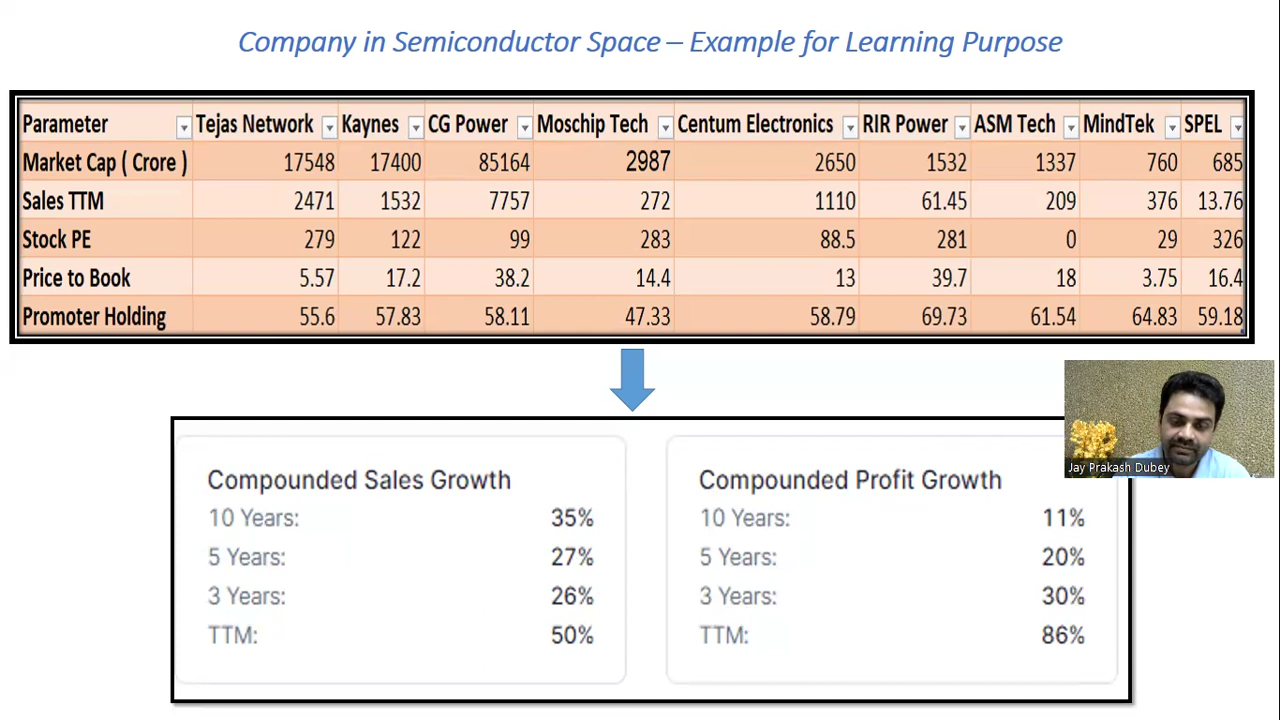 Company in Semiconductor Space – Example for Learning Purpose
Parameter Tejas Network Kaynes CG Power Moschip Tech Centum Electronics RIR Power ASM Tech MindTek SPEL
Market Cap ( Crore ) 17548 17400 85164 2987 2650 1532 1337 760 685
Sales TTM 2471 1532 7757 272 1110 61.45 209 376 13.76
Stock PE 279 122 99 283 88.5 281 0 29 326
Price to Book 5.57 17.2 38.2 14.4 13 39.7 18 3.75 16.4
Promoter Holding 55.6 57.83 58.11 47.33 58.79 69.73 61.54 64.83 59.18
Jay Prakash Dubey
Compounded Sales Growth
10 Years: 35%
5 Years: 27%
3 Years: 26%
TTM: 50%
Compounded Profit Growth
10 Years: 11%
5 Years: 20%
3 Years: 30%
TTM: 86%